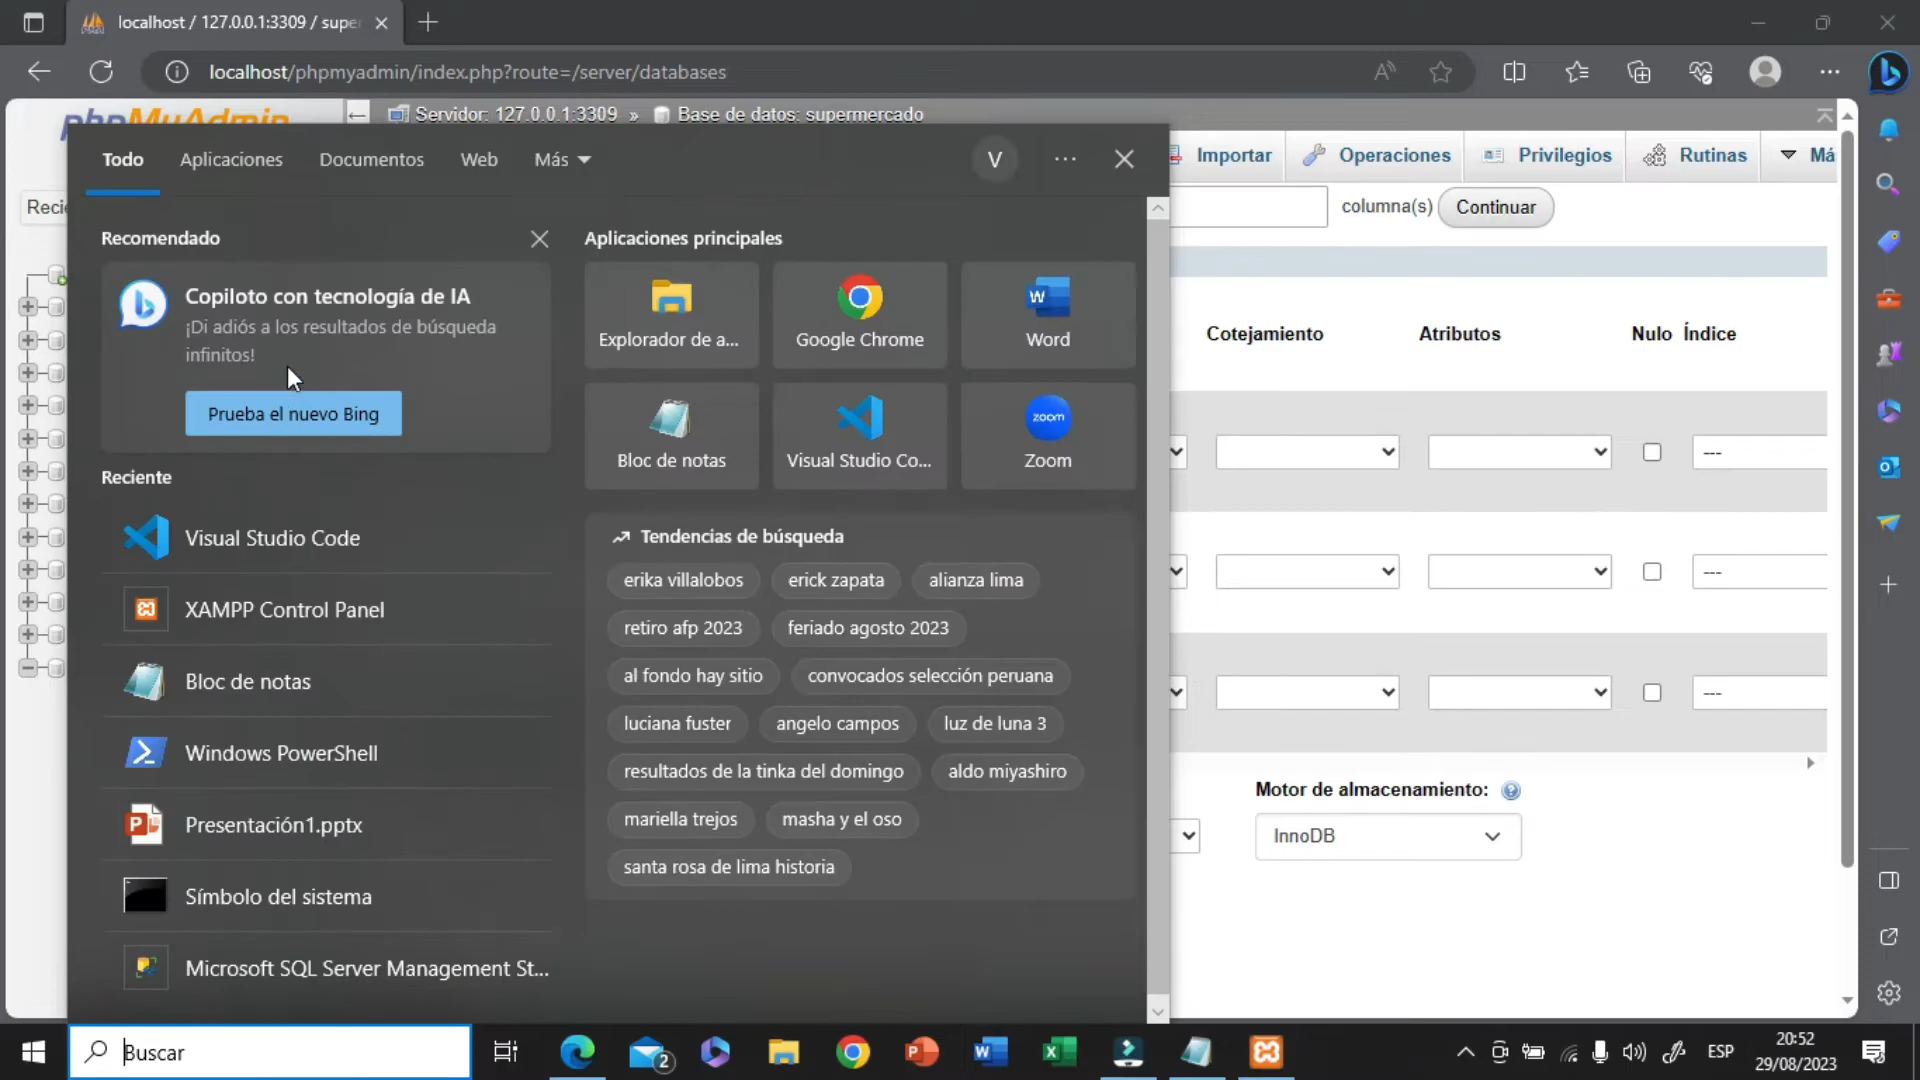 localhost / 127.0.0.1:3309 / supe
localhost/phpmyadmin/index.php?route=/server/databases
phpMyAdmin
Servidor: 127.0.0.1:3309 » Base de datos: supermercado
Todo Aplicaciones Documentos Web Más V
Importar Operaciones Privilegios Rutinas Má
Recie
columna(s) Continuar
Recomendado
Aplicaciones principales
Copiloto con tecnología de IA
¡Di adiós a los resultados de búsqueda
infinitos!
Prueba el nuevo Bing
Explorador de a...
Google Chrome
Word
Bloc de notas
Visual Studio Co...
zoom
Zoom
Cotejamiento Atributos Nulo Índice
---
---
---
Reciente
Visual Studio Code
XAMPP Control Panel
Bloc de notas
Windows PowerShell
Presentación1.pptx
Símbolo del sistema
Microsoft SQL Server Management St...
Tendencias de búsqueda
erika villalobos erick zapata alianza lima
retiro afp 2023 feriado agosto 2023
al fondo hay sitio convocados selección peruana
luciana fuster angelo campos luz de luna 3
resultados de la tinka del domingo aldo miyashiro
mariella trejos masha y el oso
santa rosa de lima historia
Motor de almacenamiento:
InnoDB
Buscar
2
ESP
20:52
29/08/2023